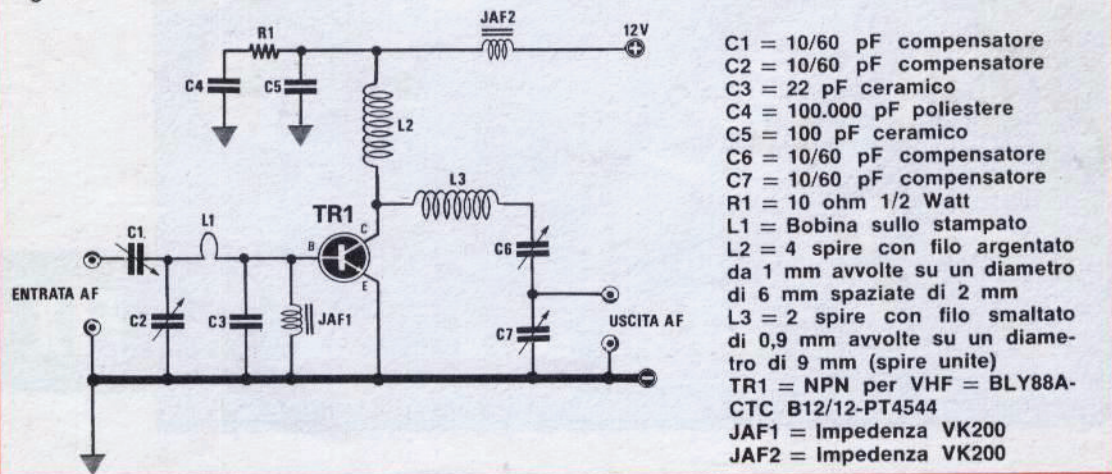 JAF2
12V
R1
C4
C5
L2
L3
TR1
C1
L1
B
C
E
C6
ENTRATA AF
C2
C3
JAF1
C7
USCITA AF
C1 = 10/60 pF compensatore
C2 = 10/60 pF compensatore
C3 = 22 pF ceramico
C4 = 100.000 pF poliestere
C5 = 100 pF ceramico
C6 = 10/60 pF compensatore
C7 = 10/60 pF compensatore
R1 = 10 ohm 1/2 Watt
L1 = Bobina sullo stampato
L2 = 4 spire con filo argentato
da 1 mm avvolte su un diametro
di 6 mm spaziate di 2 mm
L3 = 2 spire con filo smaltato
di 0,9 mm avvolte su un diame-
tro di 9 mm (spire unite)
TR1 = NPN per VHF = BLY88A-
CTC B12/12-PT4544
JAF1 = Impedenza VK200
JAF2 = Impedenza VK200